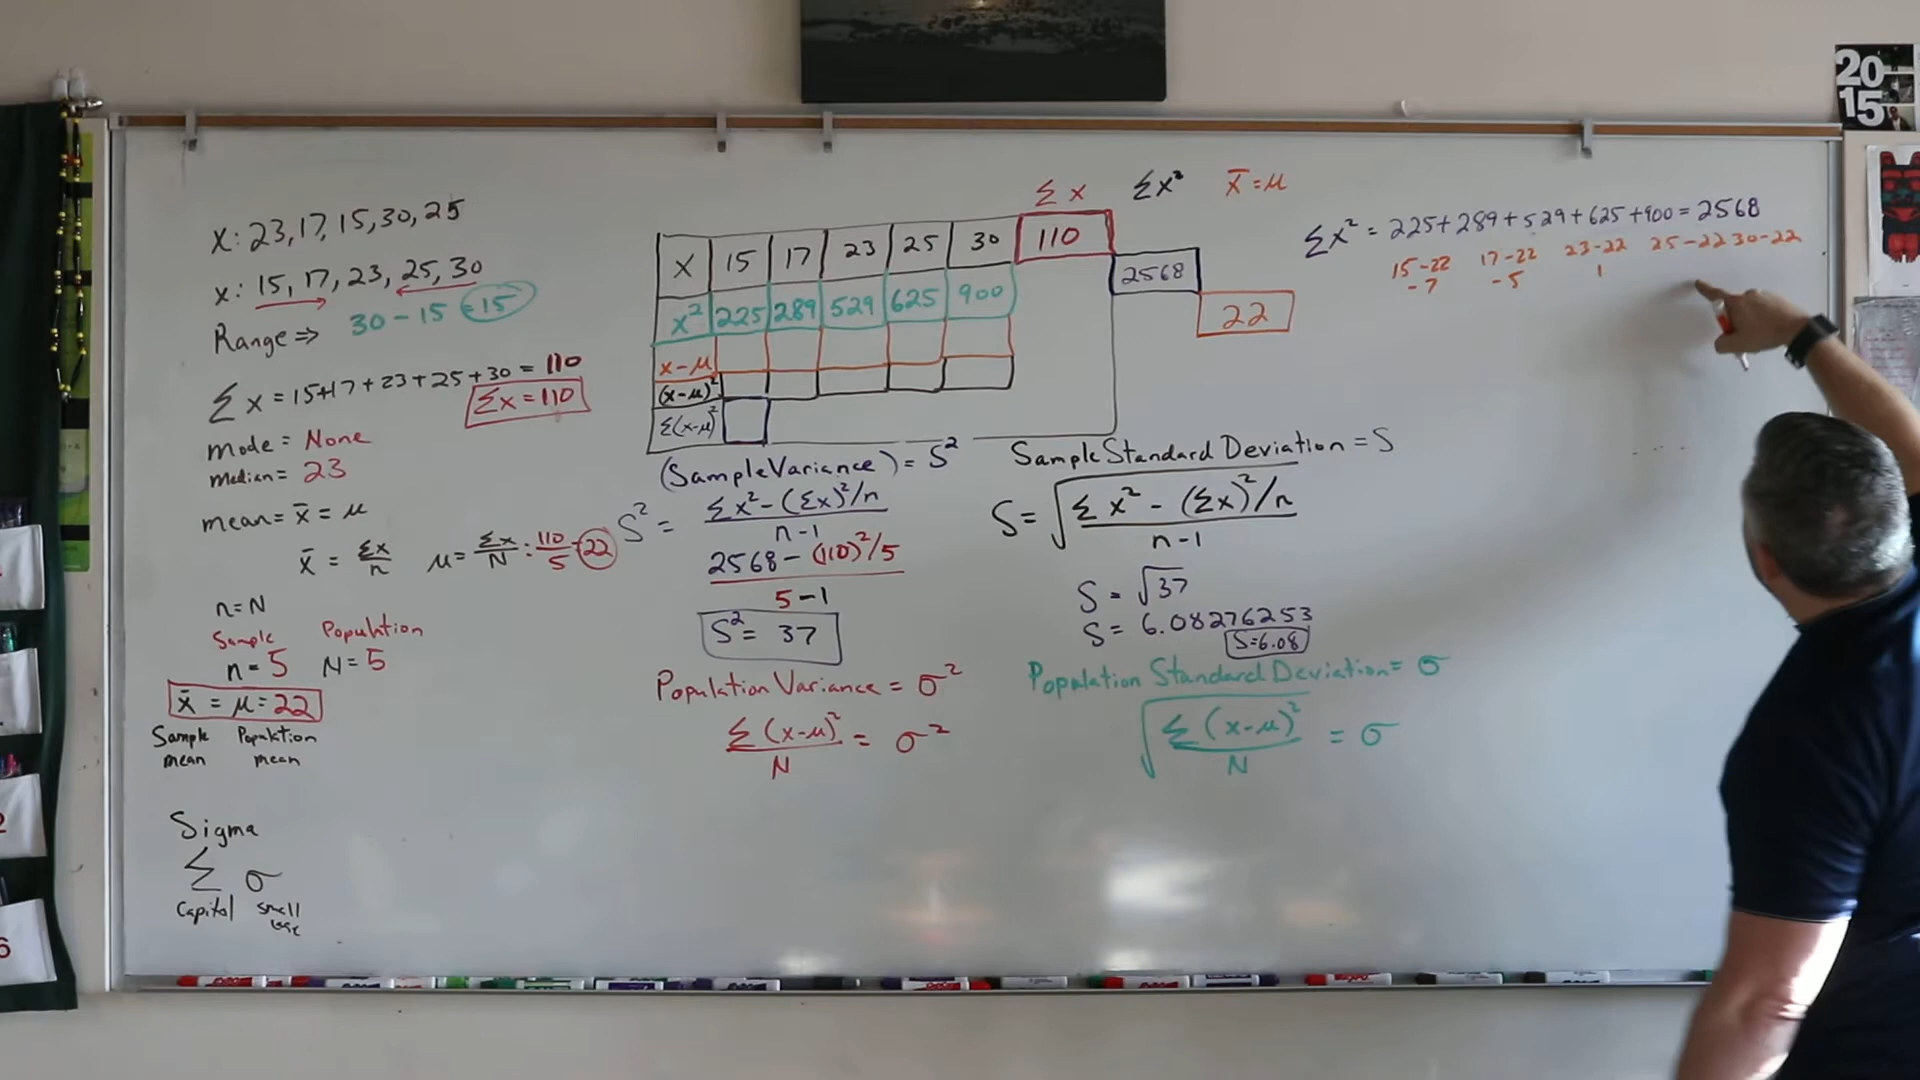 x: 23, 17, 15, 30, 25
x: 15, 17, 23, 25, 30
Range ⇒ 30 - 15 = 15
Σx = 15+17+23+25+30 = 110
Σx = 110
mode = None
median = 23
mean = x̄ = μ
x̄ = Σx/n μ = Σx/N : 110/5 = 22
n = N
Sample Population
n = 5 N = 5
x̄ = μ = 22
Sample Population
mean mean
Sigma
Σ σ
Capital small
case
Σx Σx² x̄ = μ
X 15 17 23 25 30 110
2568
x² 225 289 529 625 900
22
x-μ
(x-μ)²
Σ(x-μ)²
(Sample Variance) = S²
S² = Σx² - (Σx)²/n
n-1
2568 - (110)²/5
5-1
S² = 37
Population Variance = σ²
Σ(x-μ)² = σ²
N
Sample Standard Deviation = S
S = √Σx² - (Σx)²/n
n-1
S = √37
S = 6.08276253
S=6.08
Population Standard Deviation = σ
√Σ(x-μ)² = σ
N
Σx² = 225+289+529+625+900 = 2568
15-22 17-22 23-22 25-22 30-22
-7 -5 1
20
15
6